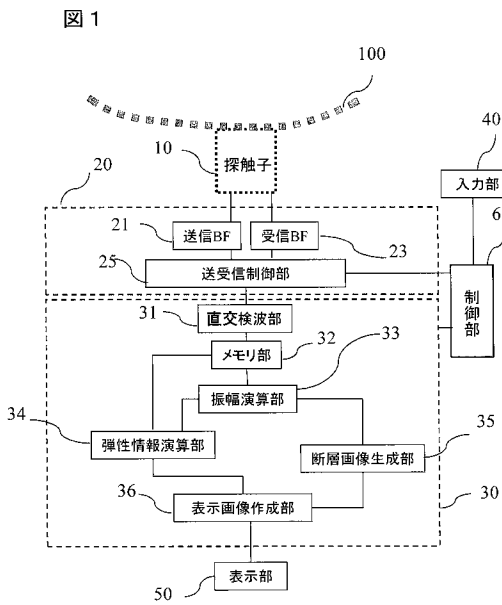 図1
100
10
探触子
40
入力部
20
6
21
送信BF
受信BF
23
25
送受信制御部
制御部
31
直交検波部
33
メモリ部
32
振幅演算部
34
35
弾性情報演算部
断層画像生成部
36
30
表示画像作成部
50
表示部